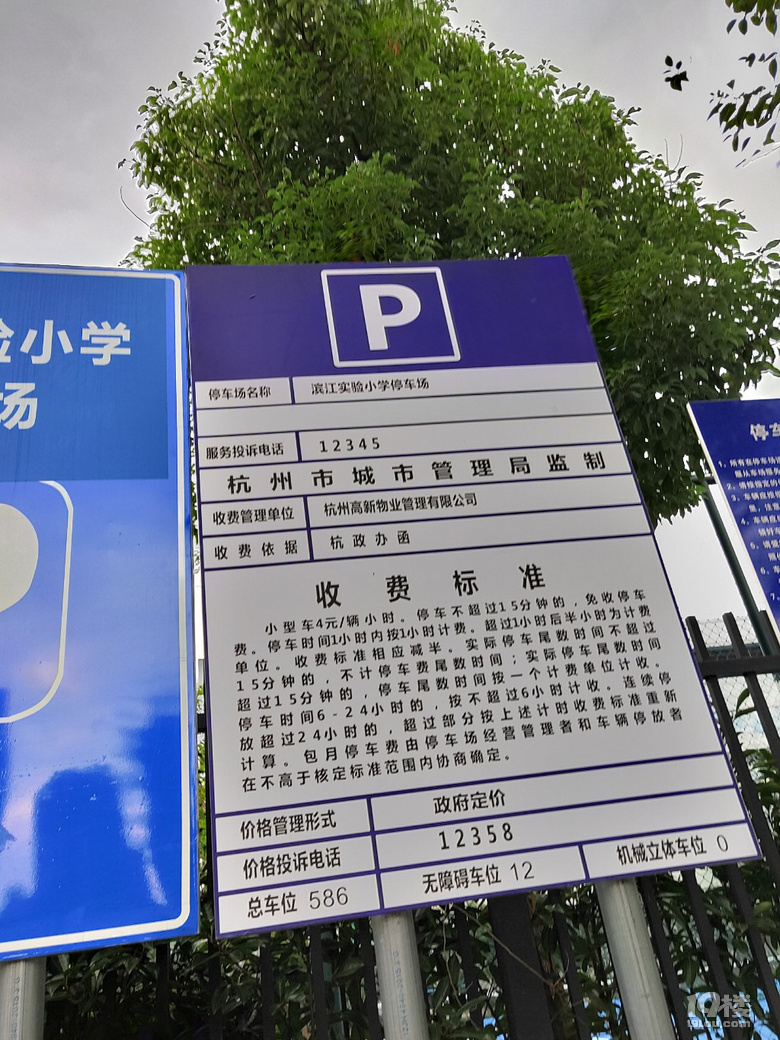 小学
场
P
停车场名称 滨江实验小学停车场
服务投诉电话 12345
杭州市城市管理局监制
收费管理单位 杭州高新物业管理有限公司
收费依据 杭政办函
收费标准
小型车4元/辆小时。停车不超过15分钟的，免收停车
费。停车时间1小时内按1小时计费。超过1小时后半小时为计费
单位。收费标准相应减半。实际停车尾数时间不超过
15分钟的，不计停车费尾数时间；实际停车尾数时间
超过15分钟的，停车尾数时间按一个计费单位计收。
停车时间6-24小时的，按不超过6小时计收。连续停
放超过24小时的，超过部分按上述计时收费标准重新
计算。包月停车费由停车场经营管理者和车辆停放者
在不高于核定标准范围内协商确定。
价格管理形式 政府定价
价格投诉电话 12358
总车位 586 无障碍车位 12 机械立体车位 0
停车
19楼
19lou.com